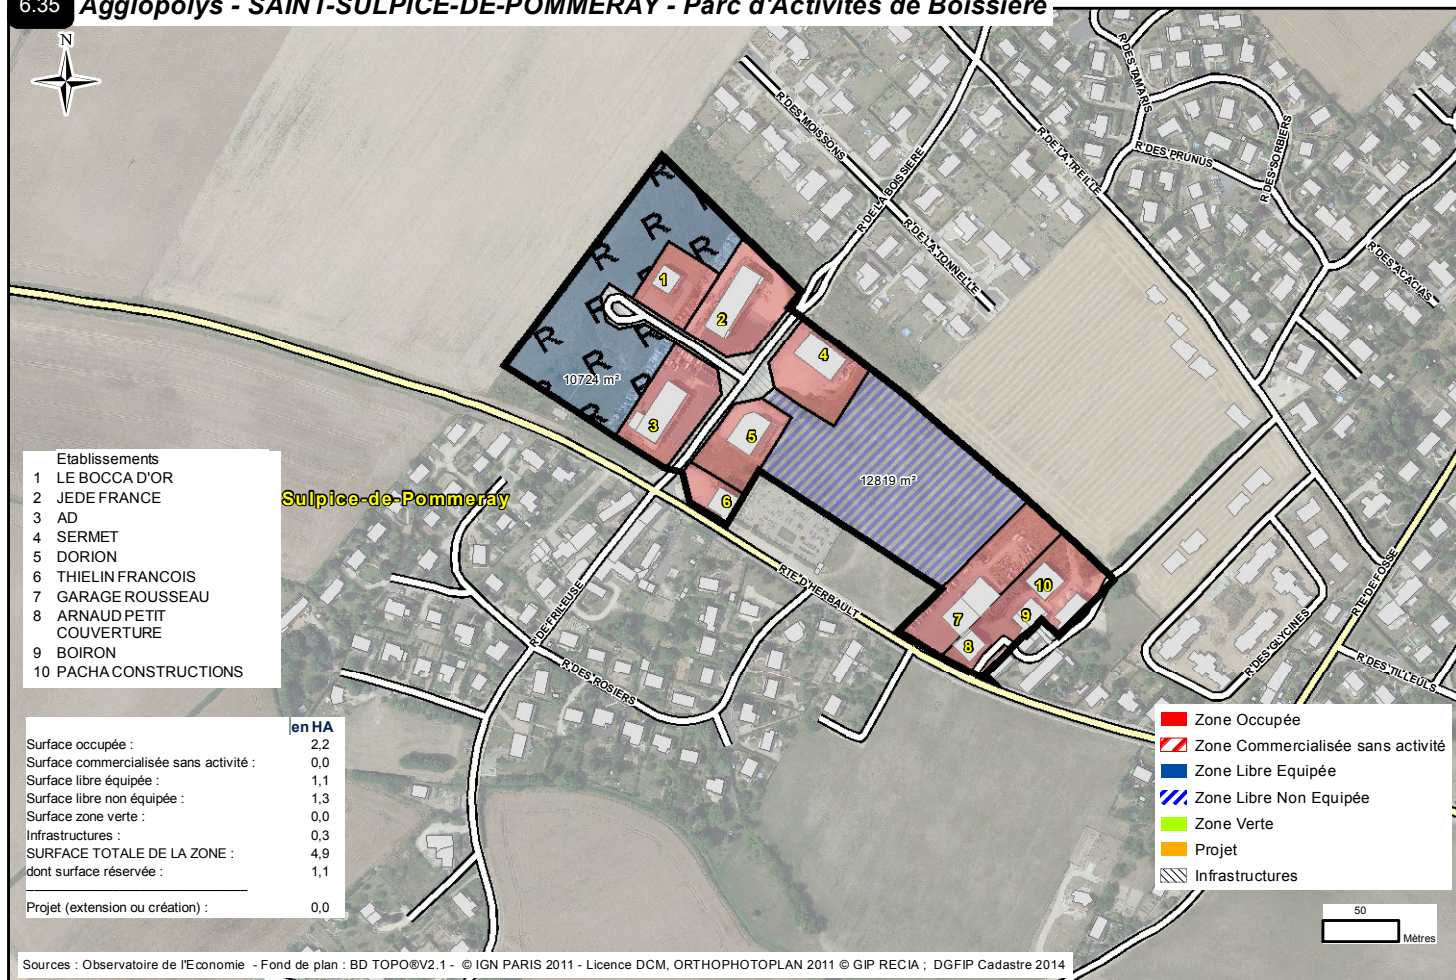 6.35 Agglopolys - SAINT-SULPICE-DE-POMMERAY - Parc d'Activités de Boissière
N
R DES MOISSONS
R DE LA BOISSIERE
R DE LA TONNELLE
R DE LA TREILLE
R DES TAMARIS
R DES PRUNUS
R DES SORBIERS
R DES ACACIAS
R
R
R
R
R
R
R
R
R
R
1
2
3
4
5
6
7
8
9
10
10724 m²
12819 m²
Sulpice-de-Pommeray
RTE D'HERBAULT
R DE FRILEUSE
R DES ROSIERS
R DES GLYCINES
RTE DE FOSSE
R DES TILLEULS
Etablissements
1 LE BOCCA D'OR
2 JEDE FRANCE
3 AD
4 SERMET
5 DORION
6 THIELIN FRANCOIS
7 GARAGE ROUSSEAU
8 ARNAUD PETIT
COUVERTURE
9 BOIRON
10 PACHA CONSTRUCTIONS
en HA
Surface occupée : 2,2
Surface commercialisée sans activité : 0,0
Surface libre équipée : 1,1
Surface libre non équipée : 1,3
Surface zone verte : 0,0
Infrastructures : 0,3
SURFACE TOTALE DE LA ZONE : 4,9
dont surface réservée : 1,1
Projet (extension ou création) : 0,0
Zone Occupée
Zone Commercialisée sans activité
Zone Libre Equipée
Zone Libre Non Equipée
Zone Verte
Projet
Infrastructures
50
Mètres
Sources : Observatoire de l'Economie - Fond de plan : BD TOPO®V2.1 - © IGN PARIS 2011 - Licence DCM, ORTHOPHOTOPLAN 2011 © GIP RECIA ; DGFIP Cadastre 2014